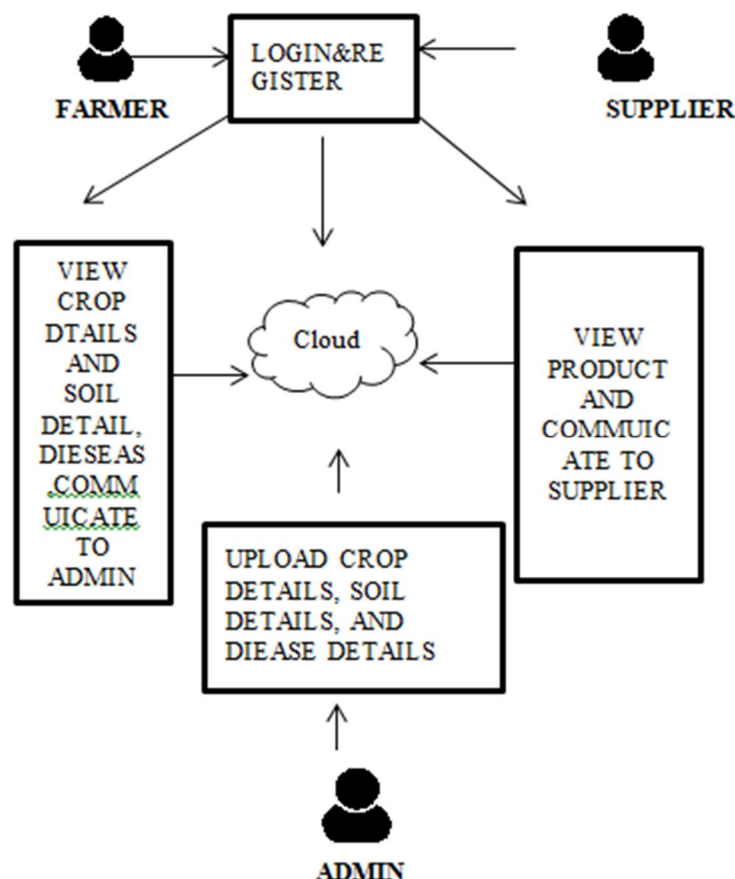 LOGIN&RE
GISTER
FARMER
SUPPLIER
VIEW
CROP
DTAILS
AND
SOIL
DETAIL,
DIESEAS
.COMM
UICATE
TO
ADMIN
Cloud
VIEW
PRODUCT
AND
COMMUIC
ATE TO
SUPPLIER
UPLOAD CROP
DETAILS, SOIL
DETAILS, AND
DIEASE DETAILS
ADMIN